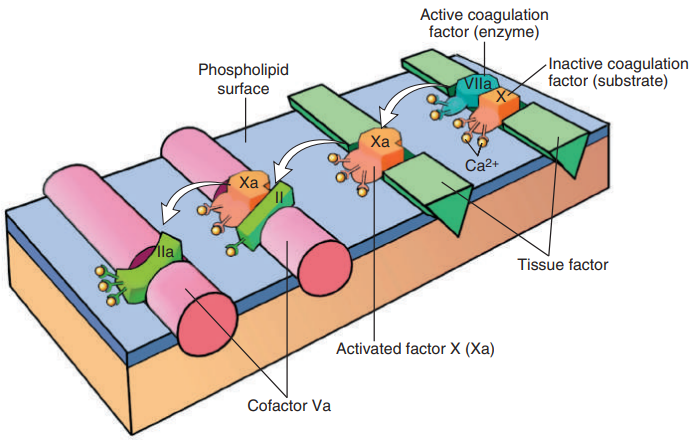 Active coagulation
factor (enzyme)
Inactive coagulation
factor (substrate)
Phospholipid
surface
VIIa
X
Xa
Ca²⁺
Xa
II
IIa
Tissue factor
Activated factor X (Xa)
Cofactor Va